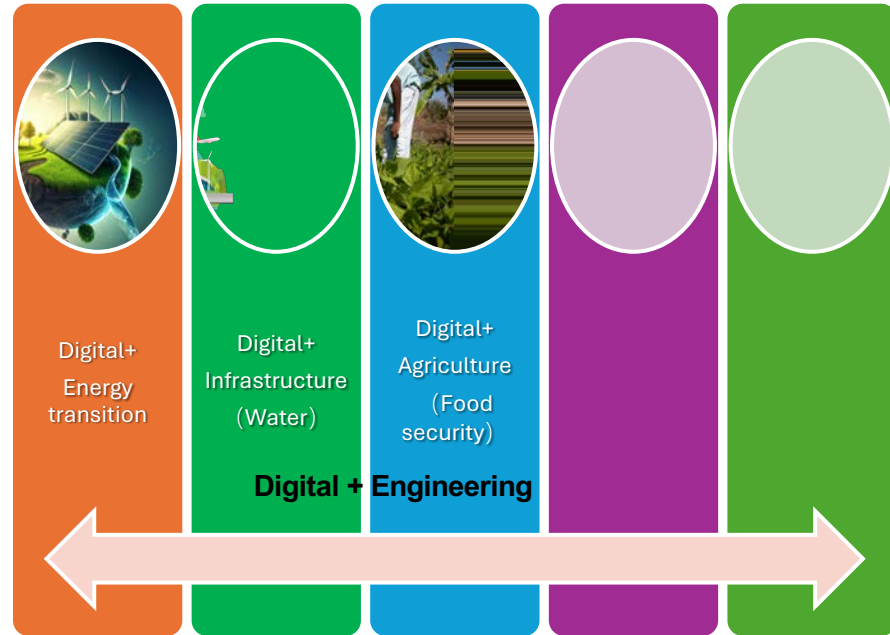 Digital+
Energy
transition
Digital+
Infrastructure
（Water）
Digital+
Agriculture
（Food
security）
Digital + Engineering